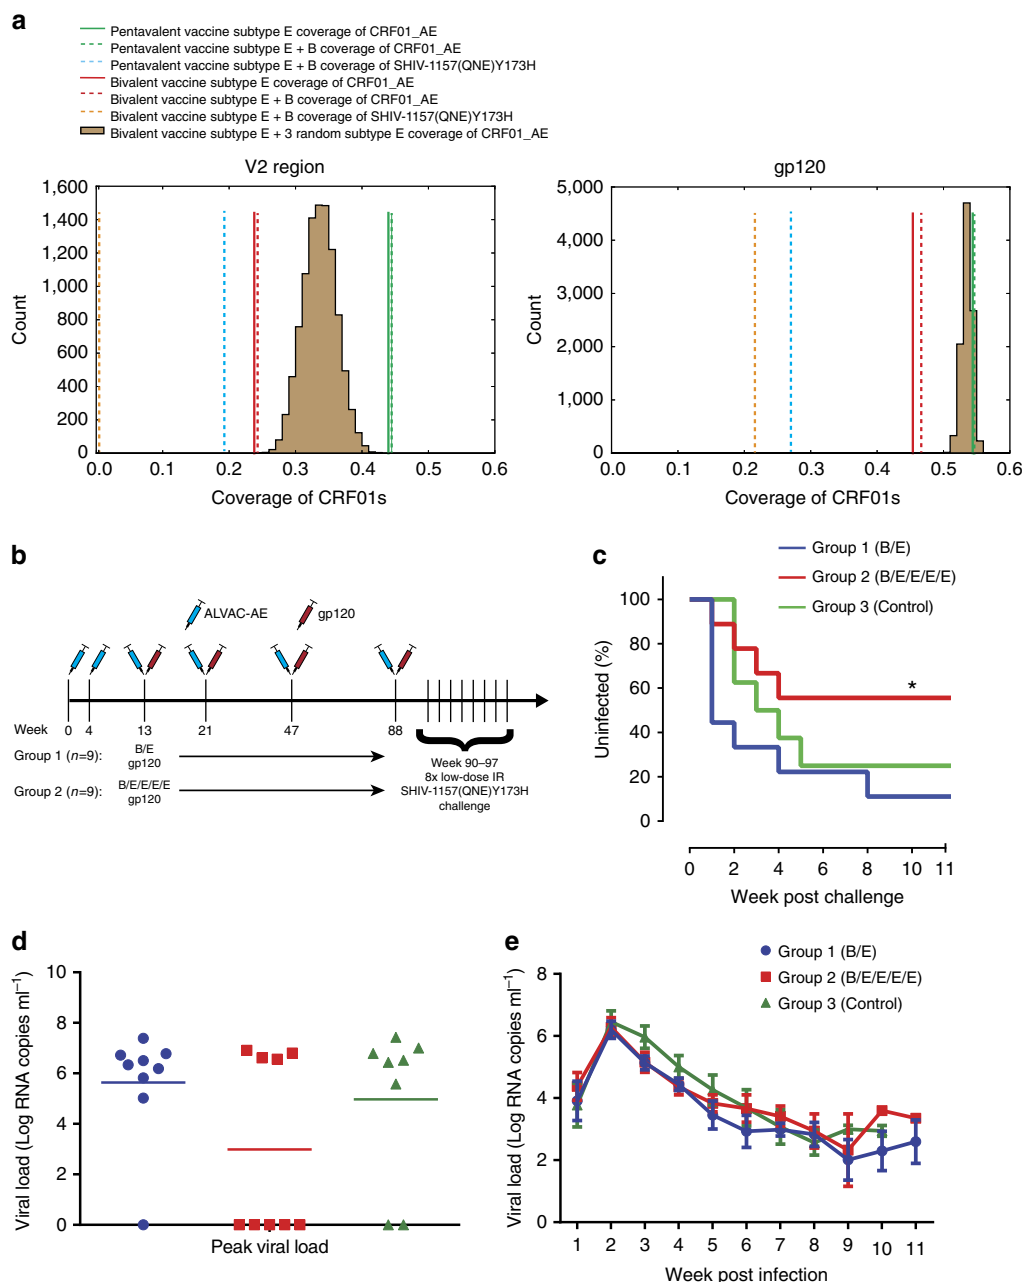 a
Pentavalent vaccine subtype E coverage of CRF01_AE
Pentavalent vaccine subtype E + B coverage of CRF01_AE
Pentavalent vaccine subtype E + B coverage of SHIV-1157(QNE)Y173H
Bivalent vaccine subtype E coverage of CRF01_AE
Bivalent vaccine subtype E + B coverage of CRF01_AE
Bivalent vaccine subtype E + B coverage of SHIV-1157(QNE)Y173H
Bivalent vaccine subtype E + 3 random subtype E coverage of CRF01_AE
V2 region
1,600
1,400
1,200
1,000
800
600
400
200
0
Count
0.0 0.1 0.2 0.3 0.4 0.5 0.6
Coverage of CRF01s
gp120
5,000
4,000
3,000
2,000
1,000
0
Count
0.0 0.1 0.2 0.3 0.4 0.5 0.6
Coverage of CRF01s
b
ALVAC-AE gp120
Week 0 4 13 21 47 88
Group 1 (n=9): B/E
gp120
Group 2 (n=9): B/E/E/E/E
gp120
Week 90–97
8x low-dose IR
SHIV-1157(QNE)Y173H
challenge
c
Group 1 (B/E)
Group 2 (B/E/E/E/E)
Group 3 (Control)
100
80
60
40
20
0
Uninfected (%)
*
0 2 4 6 8 10 11
Week post challenge
d
10
8
6
4
2
0
Viral load (Log RNA copies ml⁻¹)
Peak viral load
e
Group 1 (B/E)
Group 2 (B/E/E/E/E)
Group 3 (Control)
8
6
4
2
0
Viral load (Log RNA copies ml⁻¹)
1 2 3 4 5 6 7 8 9 10 11
Week post infection